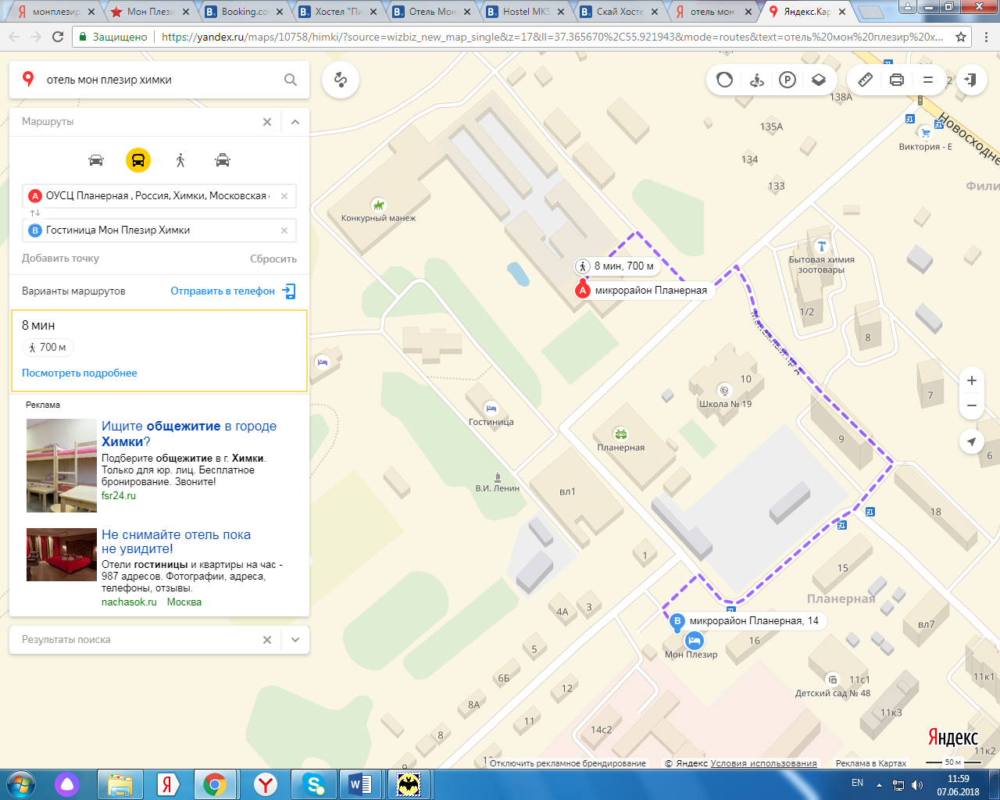 монплезир
Мон Плези
Booking.co
Хостел "Пи
Отель Мон
Hostel MKS
Скай Хосте
отель мон
Яндекс.Кар
Защищено
https://yandex.ru/maps/10758/himki/?source=wizbiz_new_map_single&z=17&ll=37.365670%2C55.921943&mode=routes&text=отель%20мон%20плезир%20х...
отель мон плезир химки
Маршруты
A ОУСЦ Планерная , Россия, Химки, Московская
B Гостиница Мон Плезир Химки
Добавить точку Сбросить
Варианты маршрутов Отправить в телефон
8 мин
700 м
Посмотреть подробнее
Реклама
Ищите общежитие в городе
Химки?
Подберите общежитие в г. Химки.
Только для юр. лиц. Бесплатное
бронирование. Звоните!
fsr24.ru
Не снимайте отель пока
не увидите!
Отели гостиницы и квартиры на час -
987 адресов. Фотографии, адреса,
телефоны, отзывы.
nachasok.ru Москва
Результаты поиска
P
2
138А
135А
134
133
Новосходне
Виктория - Е
Фили
Конкурный манеж
8 мин, 700 м
A микрорайон Планерная
Бытовая химия
зоотовары
1/2
8
7
6
10
Школа № 19
9
Гостиница
Планерная
В.И. Ленин
вл1
18
1
15
Планерная
4А
3
B микрорайон Планерная, 14
Мон Плезир
16
вл7
5
6Б
12
8А
11
8
14с2
11с1
Детский сад № 48
11к1
11к3
11к2
10
Яндекс
Отключить рекламное брендирование
© Яндекс Условия использования
Реклама в Картах
50 м
EN
11:59
07.06.2018